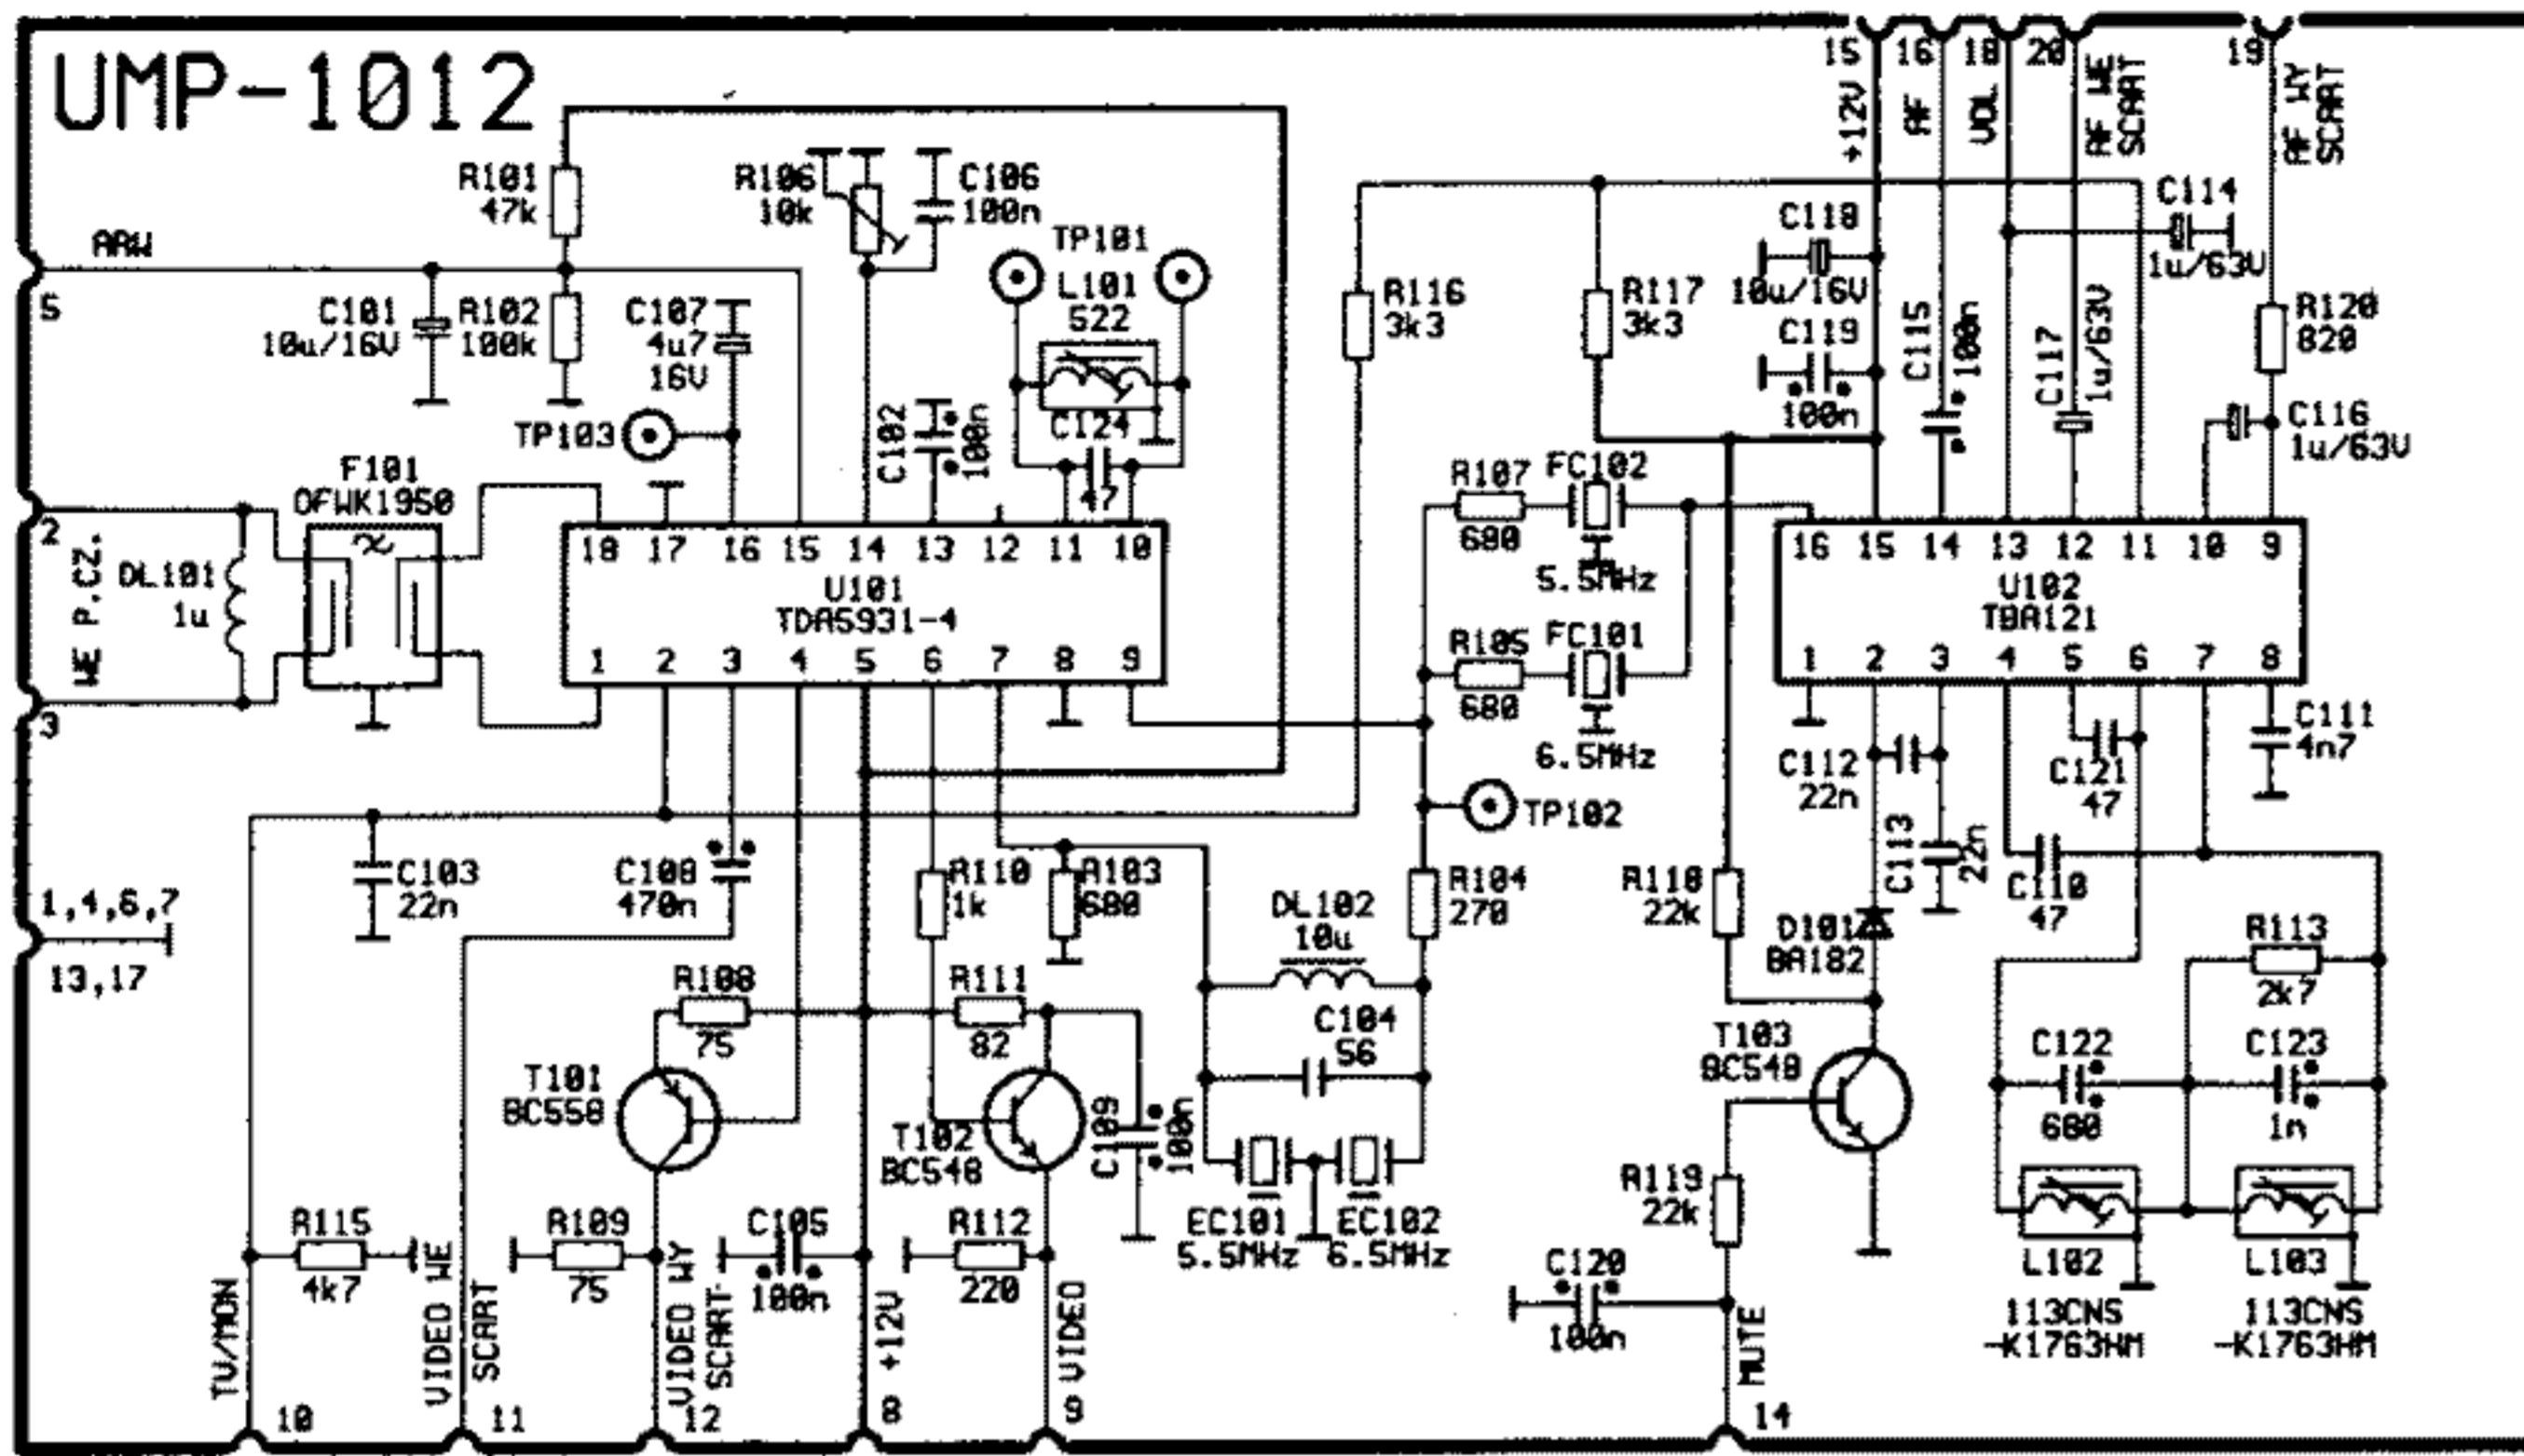 UMP-1012
15
16
18
20
19
+12V
AF
VOL
AF WE
SCART
AF WY
SCART
R101
47k
R106
10k
C106
100n
TP101
L101
522
ARW
5
C101
10u/16V
R102
100k
C107
4u7
16V
TP103
C102
100n
C124
47
R116
3k3
R117
3k3
C118
10u/16V
C119
100n
C115
100n
C117
1u/63V
C114
1u/63V
R120
820
C116
1u/63V
F101
OFWK1950
2
WE P.CZ.
DL101
1u
3
18 17 16 15 14 13 12 11 10
U101
TDA5931-4
1 2 3 4 5 6 7 8 9
R107
680
FC102
5.5MHz
R105
680
FC101
6.5MHz
TP102
16 15 14 13 12 11 10 9
U102
TBA121
1 2 3 4 5 6 7 8
C112
22n
C113
22n
C121
47
C110
47
C111
4n7
1,4,6,7
13,17
C103
22n
C108
470n
R110
1k
R103
680
DL102
10u
R104
270
R118
22k
D101
BA182
R113
2k7
R108
75
R111
82
C104
56
T101
BC558
T102
BC548
C109
100n
T103
BC548
C122
680
C123
1n
EC101
5.5MHz
EC102
6.5MHz
R119
22k
L102
113CNS
-K1763HM
L103
113CNS
-K1763HM
R115
4k7
R109
75
C105
100n
R112
220
C120
100n
TV/MON
VIDEO WE
SCART
VIDEO WY
SCART
+12V
VIDEO
MUTE
10
11
12
8
9
14